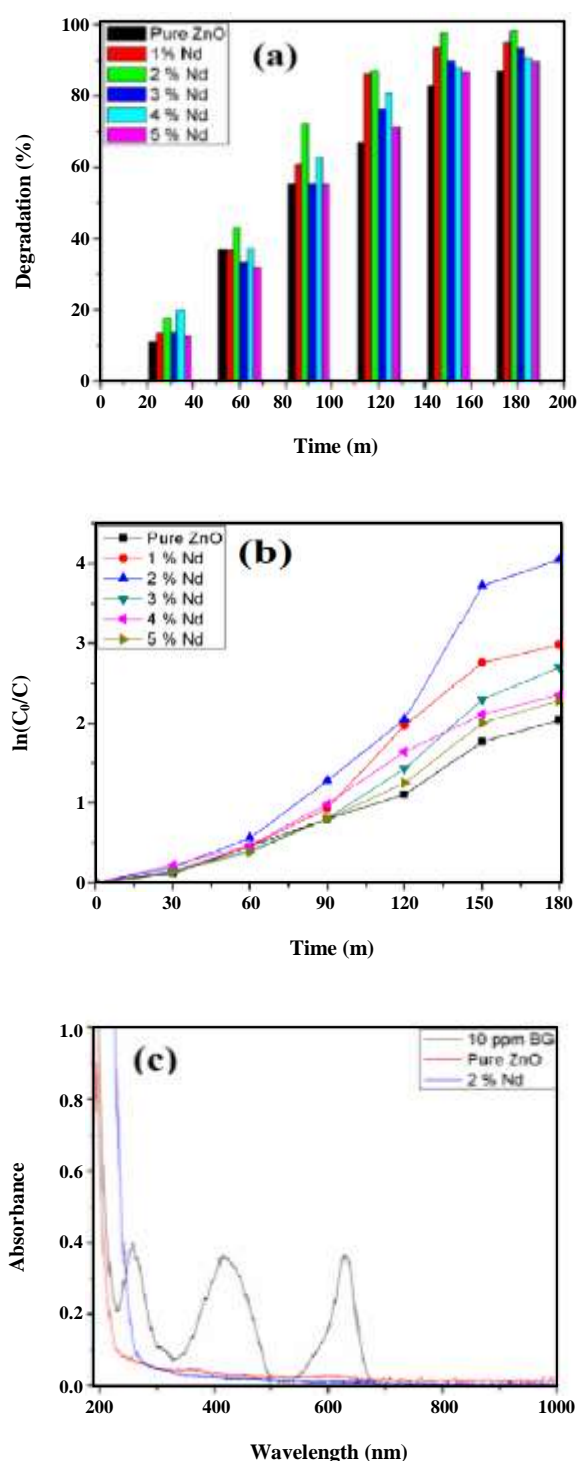 Pure ZnO
1% Nd
2 % Nd
3 % Nd
4 % Nd
5 % Nd
(a)
100
80
60
40
20
0
Degradation (%)
0 20 40 60 80 100 120 140 160 180 200
Time (m)
Pure ZnO
1 % Nd
2 % Nd
3 % Nd
4 % Nd
5 % Nd
(b)
4
3
2
1
0
ln(C₀/C)
0 30 60 90 120 150 180
Time (m)
(c)
10 ppm BG
Pure ZnO
2 % Nd
1.0
0.8
0.6
0.4
0.2
0.0
Absorbance
200 400 600 800 1000
Wavelength (nm)